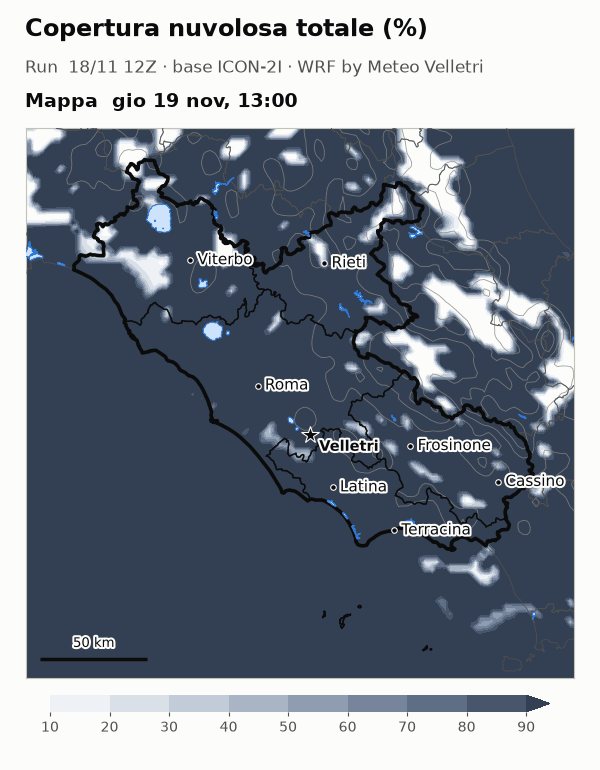 Copertura nuvolosa totale (%)
Run  18/11 12Z · base ICON-2I · WRF by Meteo Velletri
Mappa  gio 19 nov, 13:00
Viterbo
Rieti
Roma
Velletri
Frosinone
Cassino
Latina
Terracina
50 km
10 20 30 40 50 60 70 80 90